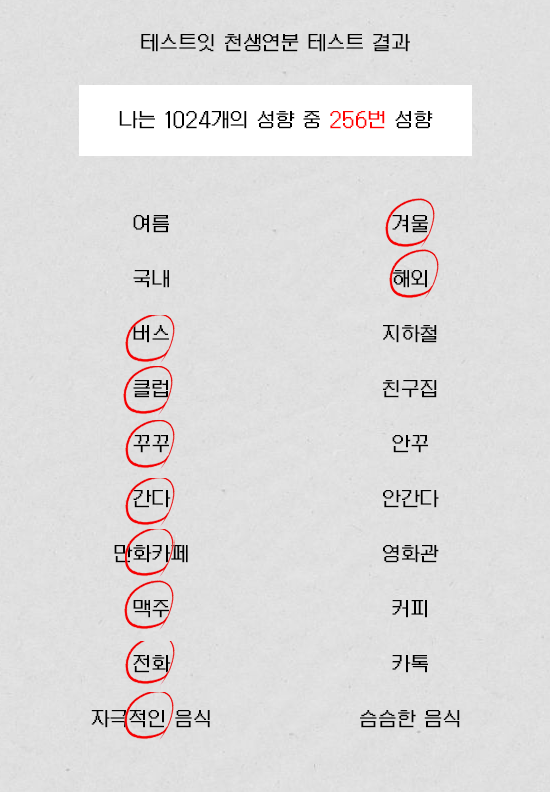 테스트잇 천생연분 테스트 결과
나는 1024개의 성향 중 256번 성향
여름 겨울
국내 해외
버스 지하철
클럽 친구집
꾸꾸 안꾸
간다 안간다
만화카페 영화관
맥주 커피
전화 카톡
자극적인 음식 슴슴한 음식